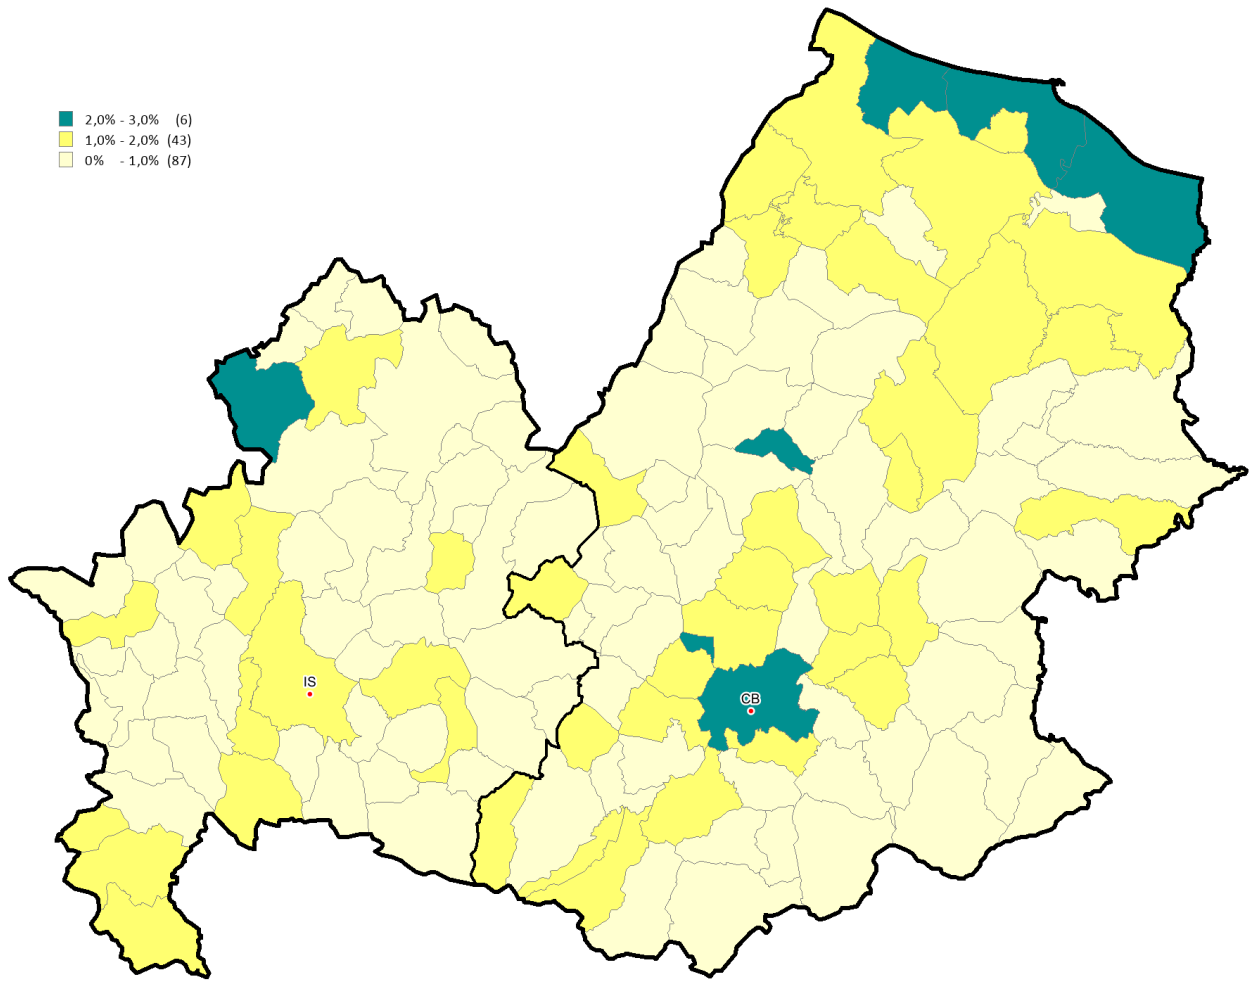 2,0% - 3,0% (6)
1,0% - 2,0% (43)
0% - 1,0% (87)
IS
CB